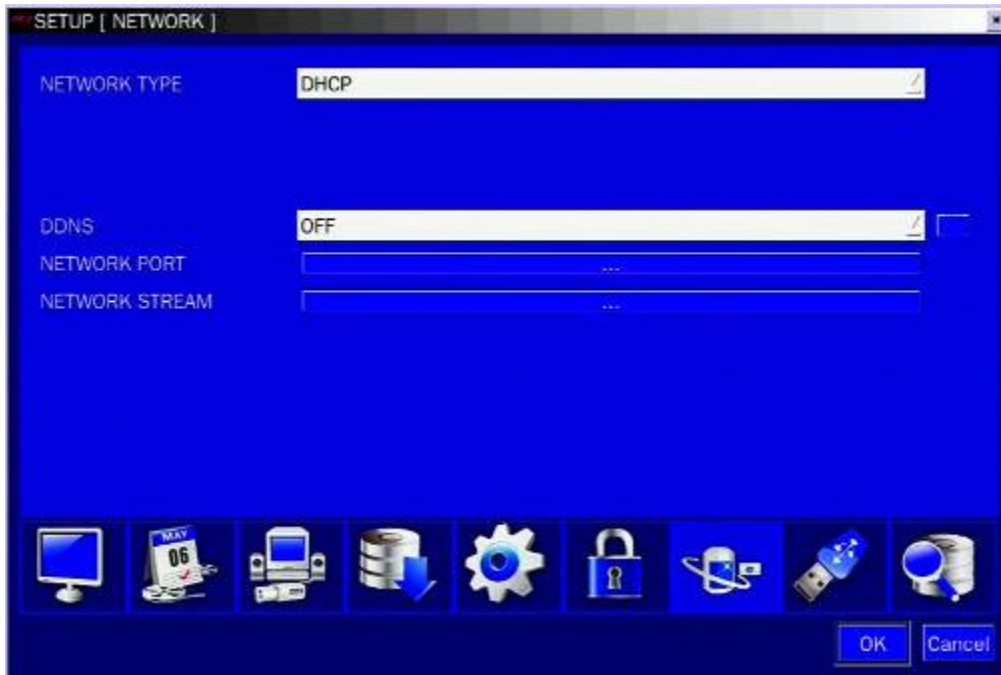 SETUP [ NETWORK ]
NETWORK TYPE DHCP
DDNS OFF
NETWORK PORT ...
NETWORK STREAM ...
MAY
06
OK Cancel